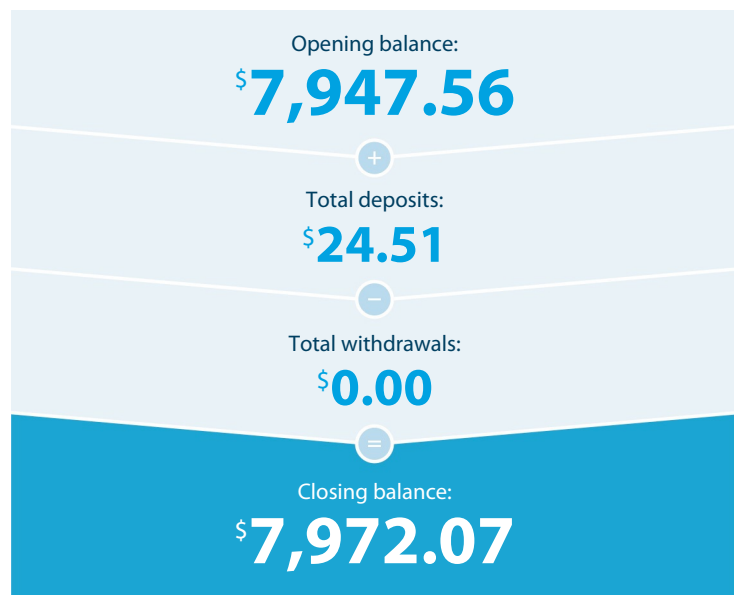 Opening balance:
$7,947.56
+
Total deposits:
$24.51
−
Total withdrawals:
$0.00
=
Closing balance:
$7,972.07